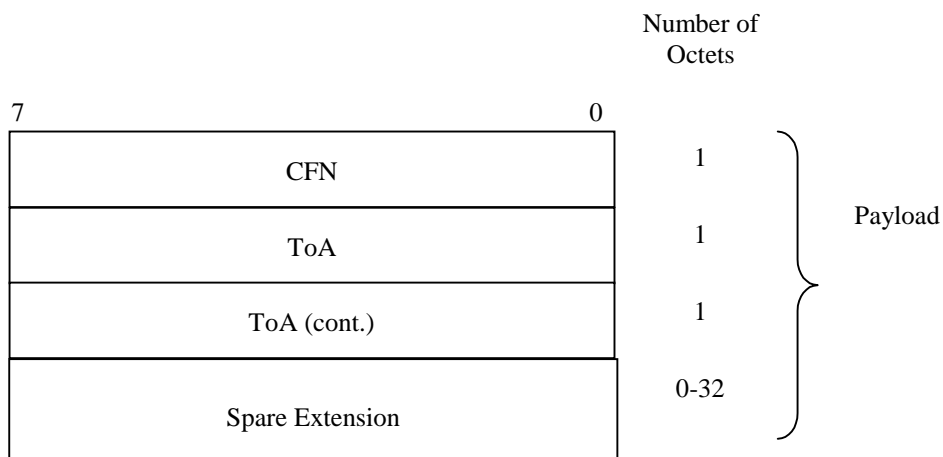 Number of
Octets
7 0
CFN 1
ToA 1
Payload
ToA (cont.) 1
Spare Extension 0-32